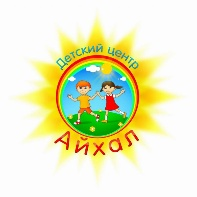 Детский центр
Айхал